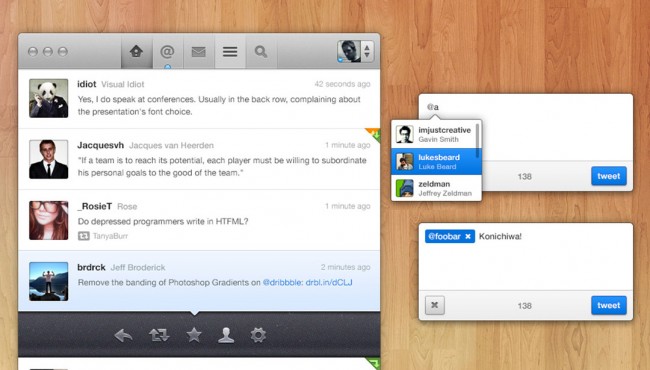 idiot Visual Idiot 42 seconds ago
Yes, I do speak at conferences. Usually in the back row, complaining about
the presentation's font choice.
Jacquesvh Jacques van Heerden 1 minute ago
"If a team is to reach its potential, each player must be willing to subordinate
his personal goals to the good of the team."
_RosieT Rose 1 minute ago
Do depressed programmers write in HTFML?
TanyaBurr
brdrck Jeff Broderick 2 minutes ago
Remove the banding of Photoshop Gradients on @dribbble: drbl.in/dCLJ
@a
imjustcreative
Gavin Smith
lukesbeard
Luke Beard
zeldman
Jeffrey Zeldman
138 tweet
@foobar × Konichiwa!
138 tweet